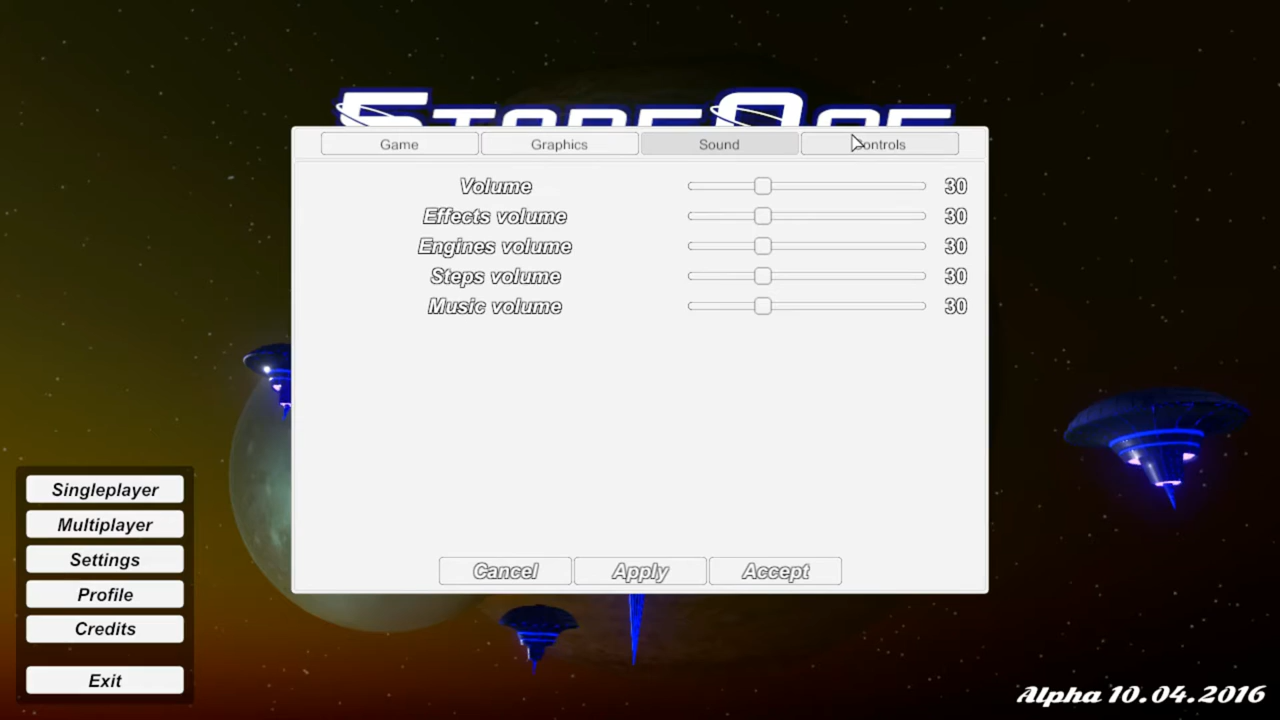 Game Graphics Sound Controls
Volume 30
Effects volume 30
Engines volume 30
Steps volume 30
Music volume 30
Cancel Apply Accept
Singleplayer
Multiplayer
Settings
Profile
Credits
Exit
Alpha 10.04.2016